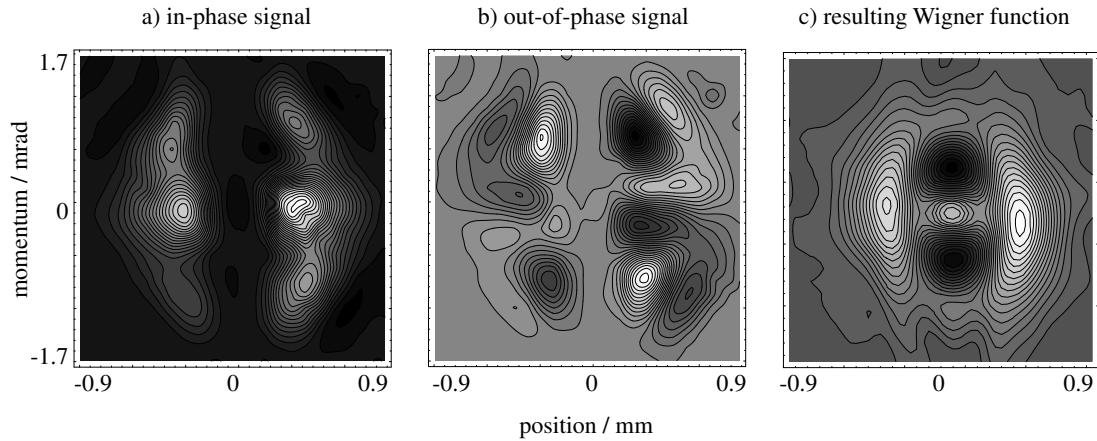 a) in-phase signal
b) out-of-phase signal
c) resulting Wigner function
momentum / mrad
1.7
0
-1.7
-0.9 0 0.9
-0.9 0 0.9
-0.9 0 0.9
position / mm